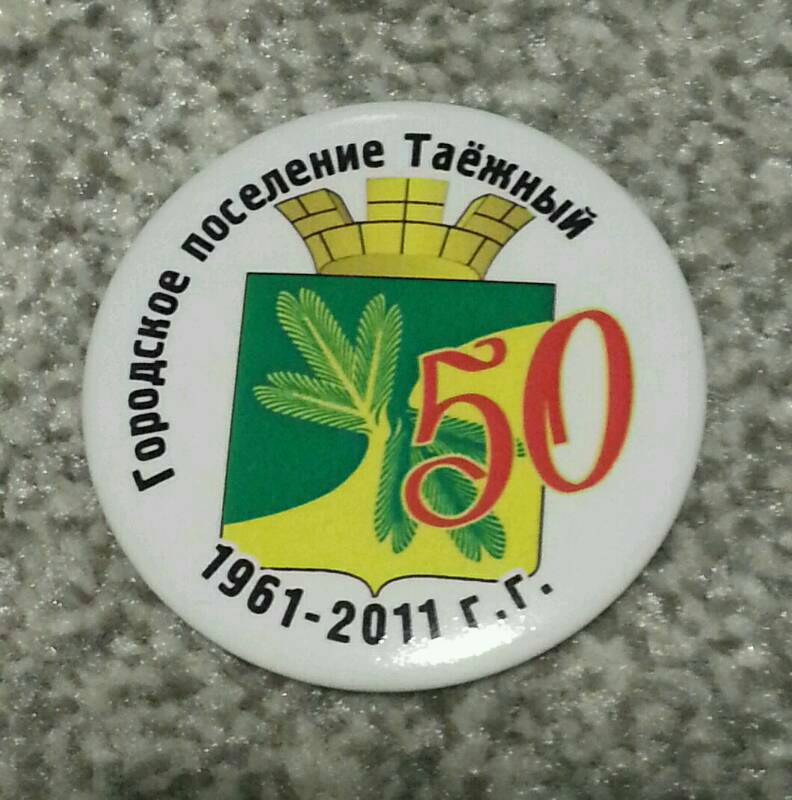 Городское поселение Таёжный
50
1961-2011 г.г.